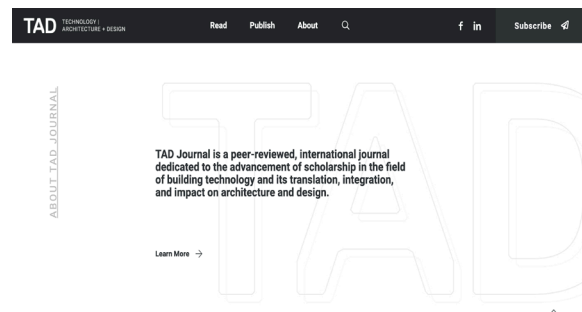 TAD
TECHNOLOGY |
ARCHITECTURE + DESIGN
Read
Publish
About
f
in
Subscribe
ABOUT TAD JOURNAL
TAD
TAD Journal is a peer-reviewed, international journal
dedicated to the advancement of scholarship in the field
of building technology and its translation, integration,
and impact on architecture and design.
Learn More →